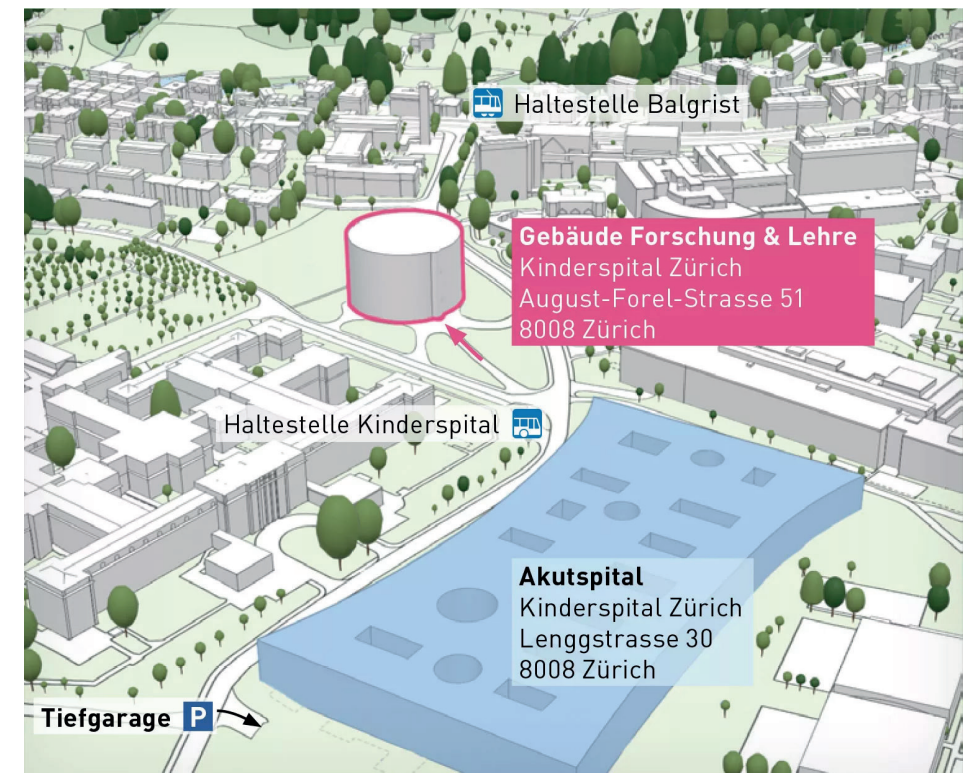 Haltestelle Balgrist
Gebäude Forschung & Lehre
Kinderspital Zürich
August-Forel-Strasse 51
8008 Zürich
Haltestelle Kinderspital
Akutspital
Kinderspital Zürich
Lenggstrasse 30
8008 Zürich
Tiefgarage P